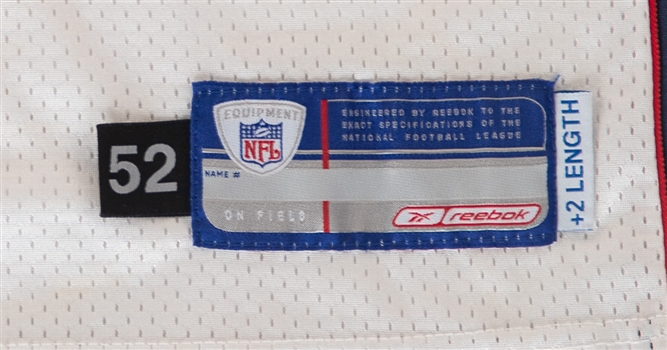 52
EQUIPMENT
NFL
ENGINEERED BY REEBOK TO THE
EXACT SPECIFICATIONS OF THE
NATIONAL FOOTBALL LEAGUE
NAME #
ON FIELD
Reebok
+2 LENGTH